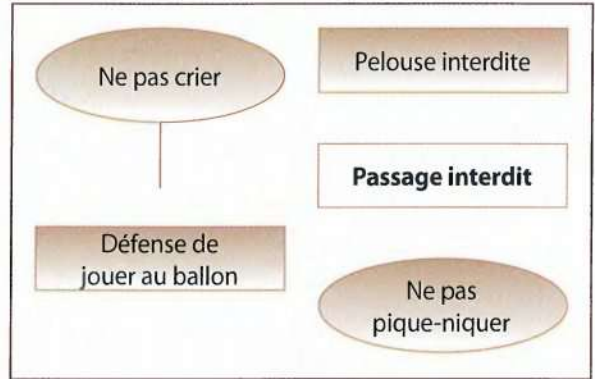 Ne pas crier
Pelouse interdite
Passage interdit
Défense de
jouer au ballon
Ne pas
pique-niquer